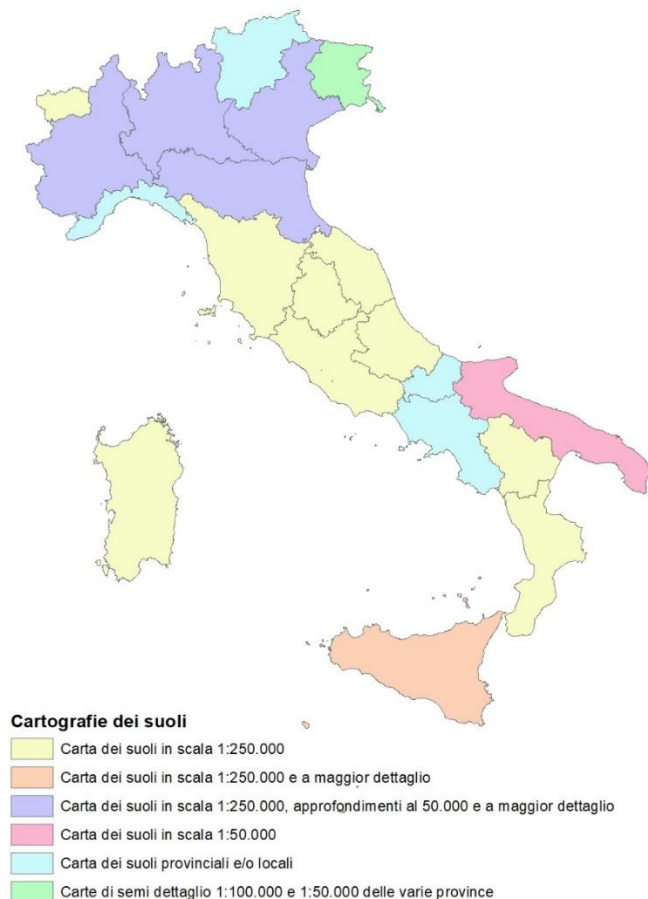 Cartografie dei suoli
Carta dei suoli in scala 1:250.000
Carta dei suoli in scala 1:250.000 e a maggior dettaglio
Carta dei suoli in scala 1:250.000, approfondimenti al 50.000 e a maggior dettaglio
Carta dei suoli in scala 1:50.000
Carta dei suoli provinciali e/o locali
Carte di semi dettaglio 1:100.000 e 1:50.000 delle varie province